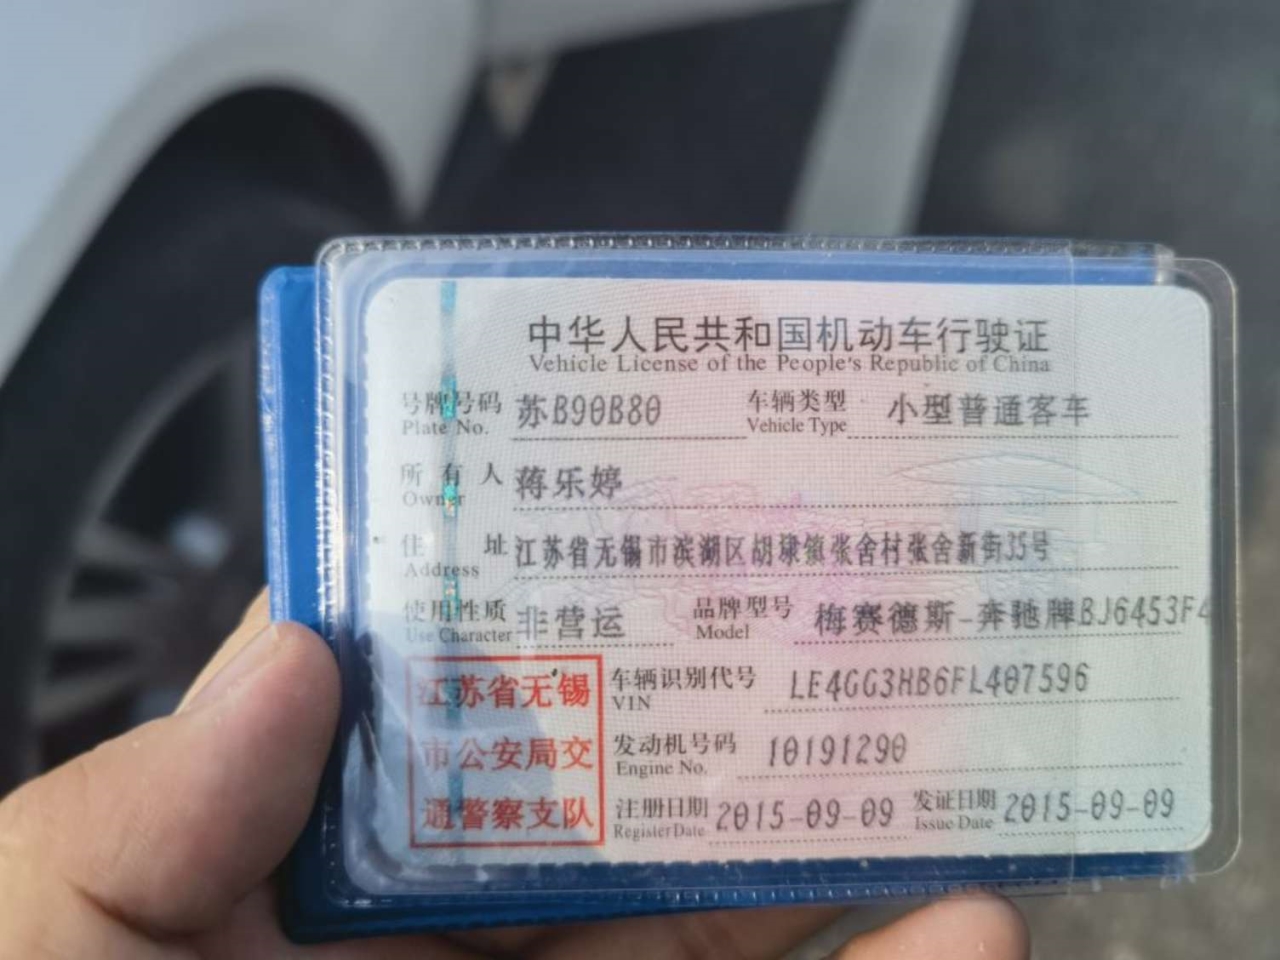 中华人民共和国机动车行驶证
Vehicle License of the People's Republic of China
号牌号码 苏B90B80 车辆类型 小型普通客车
Plate No. Vehicle Type
所有人 蒋乐婷
Owner
住址 江苏省无锡市滨湖区胡埭镇张舍村张舍新街35号
Address
使用性质 非营运 品牌型号 梅赛德斯-奔驰牌BJ6453F4
Use Character Model
江苏省无锡
市公安局交
通警察支队
车辆识别代号 LE4GG3HB6FL407596
VIN
发动机号码 10191290
Engine No.
注册日期 2015-09-09 发证日期 2015-09-09
Register Date Issue Date